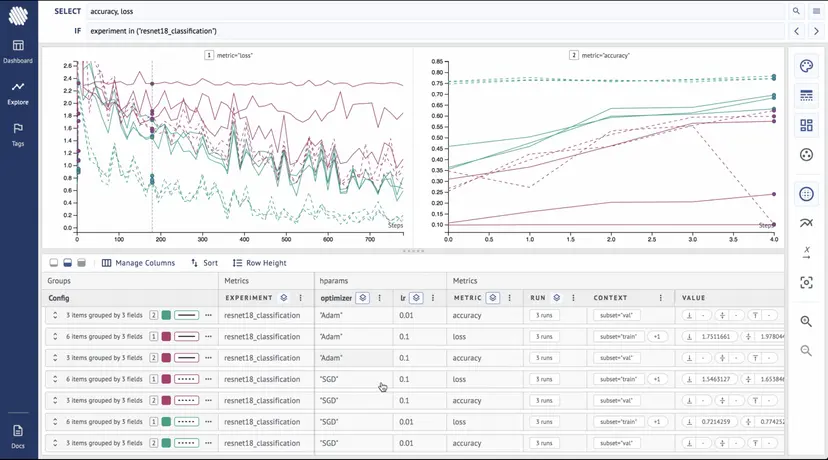 SELECT accuracy, loss
IF experiment in ("resnet18_classification")
Dashboard
Explore
Tags
Docs
1 metric="loss"
2.6
2.4
2.2
2.0
1.8
1.6
1.4
1.2
1.0
0.8
0.6
0.4
0.2
0.0
0 100 200 300 400 500 600 700
Steps
2 metric="accuracy"
0.85
0.80
0.75
0.70
0.65
0.60
0.55
0.50
0.45
0.40
0.35
0.30
0.25
0.20
0.15
0.10
0.0 0.5 1.0 1.5 2.0 2.5 3.0 3.5 4.0
Steps
Manage Columns Sort Row Height
Groups Metrics hparams Metrics
Config EXPERIMENT optimizer lr METRIC RUN CONTEXT VALUE
3 items grouped by 3 fields 2 resnet18_classification "Adam" 0.01 accuracy 3 runs subset="val" - - -
6 items grouped by 3 fields 1 resnet18_classification "Adam" 0.1 loss 3 runs subset="train" +1 1.7511661 1.978044
3 items grouped by 3 fields 2 resnet18_classification "Adam" 0.1 accuracy 3 runs subset="val" - - -
6 items grouped by 3 fields 1 resnet18_classification "SGD" 0.1 loss 3 runs subset="train" +1 1.5463127 1.653846
3 items grouped by 3 fields 2 resnet18_classification "SGD" 0.1 accuracy 3 runs subset="val" - - -
6 items grouped by 3 fields 1 resnet18_classification "SGD" 0.01 loss 3 runs subset="train" +1 0.7214259 0.774252
3 items grouped by 3 fields 2 resnet18_classification "SGD" 0.01 accuracy 3 runs subset="val" - - -
X